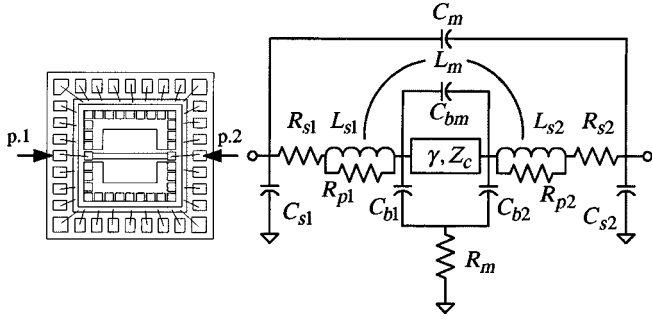 C_m
L_m
C_bm
R_s1 L_s1 L_s2 R_s2
p.1 p.2
γ, Z_c
R_p1 R_p2
C_s1 C_b1 C_b2 C_s2
R_m